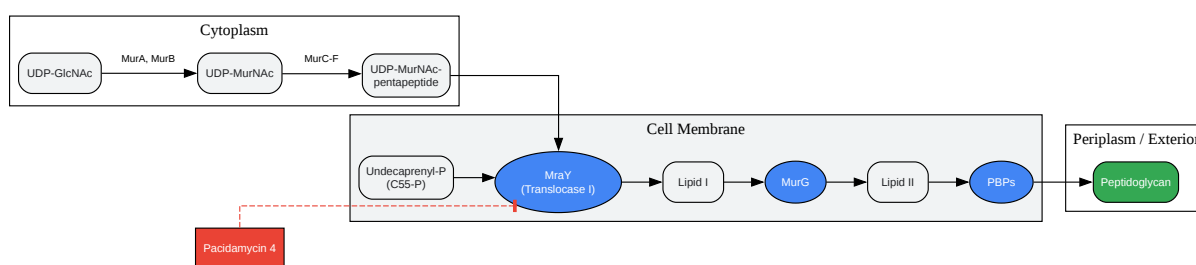 Cytoplasm
UDP-GlcNAc
MurA, MurB
UDP-MurNAc
MurC-F
UDP-MurNAc-
pentapeptide
Cell Membrane
Undecaprenyl-P
(C55-P)
MraY
(Translocase I)
Lipid I
MurG
Lipid II
PBPs
Periplasm / Exterior
Peptidoglycan
Pacidamycin 4